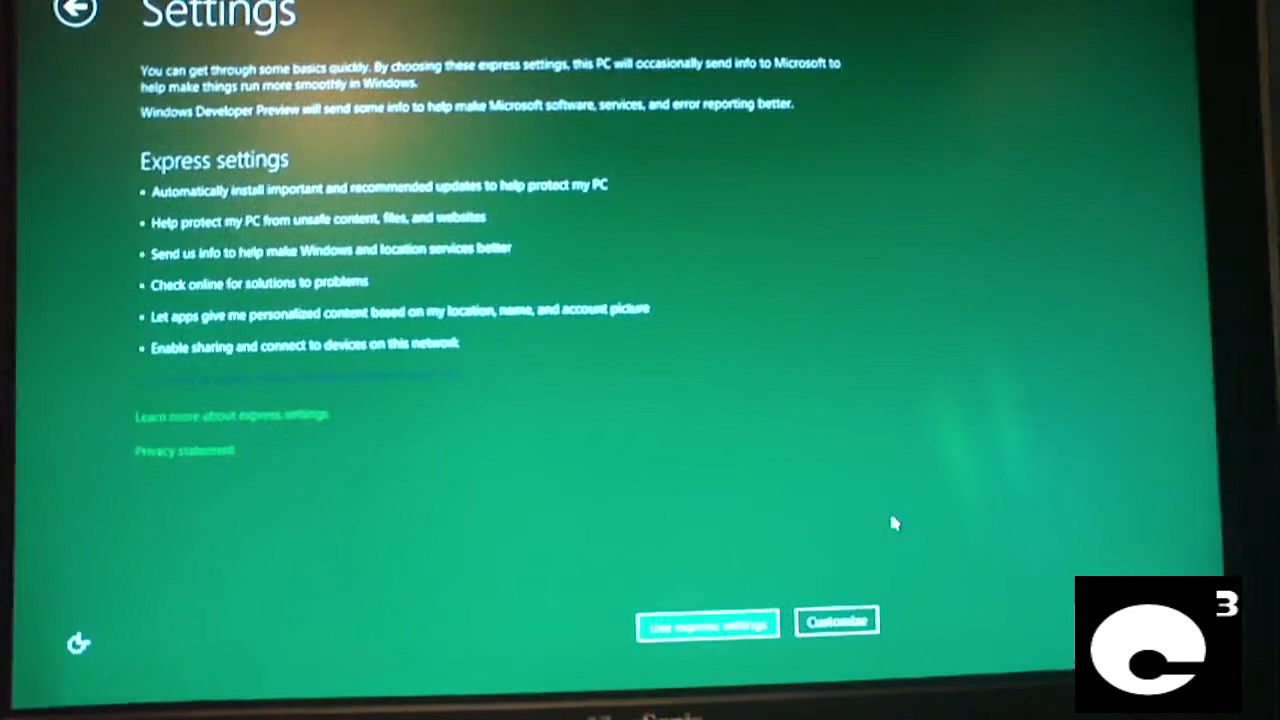 Settings
You can get through some basics quickly. By choosing these express settings, this PC will occasionally send info to Microsoft to
help make things run more smoothly in Windows.
Windows Developer Preview will send some info to help make Microsoft software, services, and error reporting better.
Express settings
• Automatically install important and recommended updates to help protect my PC
• Help protect my PC from unsafe content, files, and websites
• Send us info to help make Windows and location services better
• Check online for solutions to problems
• Let apps give me personalized content based on my location, name, and account picture
• Enable sharing and connect to devices on this network
Learn more about express settings
Privacy statement
Use express settings
Customize
e3